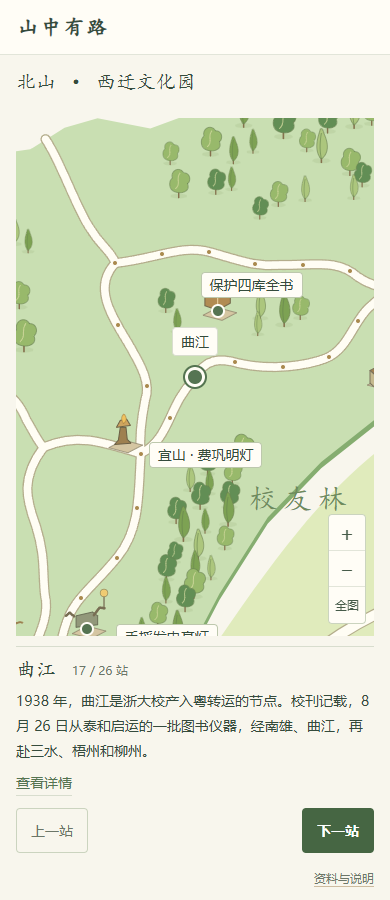 山中有路
北山 • 西迁文化园
保护四库全书
曲江
宜山·费巩明灯
校友林
+
−
全图
曲江 17 / 26 站
1938 年，曲江是浙大校产入粤转运的节点。校刊记载，8
月 26 日从泰和启运的一批图书仪器，经南雄、曲江，再
赴三水、梧州和柳州。
查看详情
上一站
下一站
资料与说明